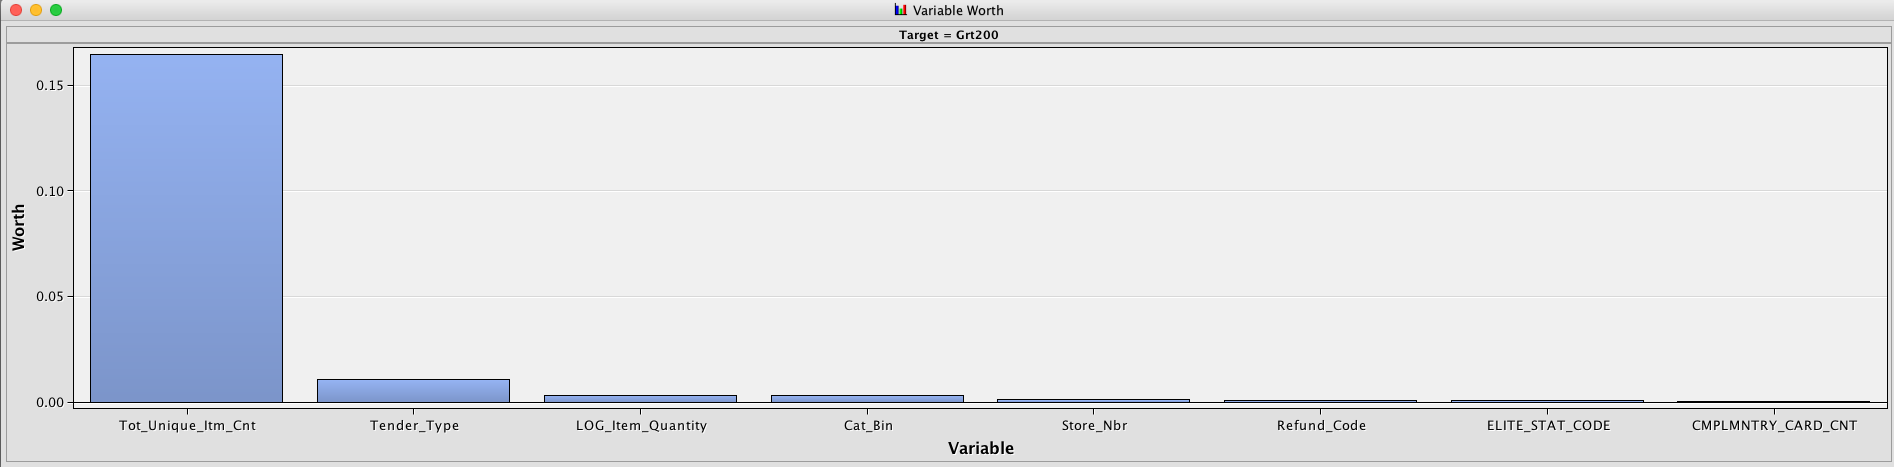 Variable Worth
Target = Grt200
0.15
0.10
0.05
0.00
Worth
Tot_Unique_Itm_Cnt Tender_Type LOG_Item_Quantity Cat_Bin Store_Nbr Refund_Code ELITE_STAT_CODE CMPLMNTRY_CARD_CNT
Variable